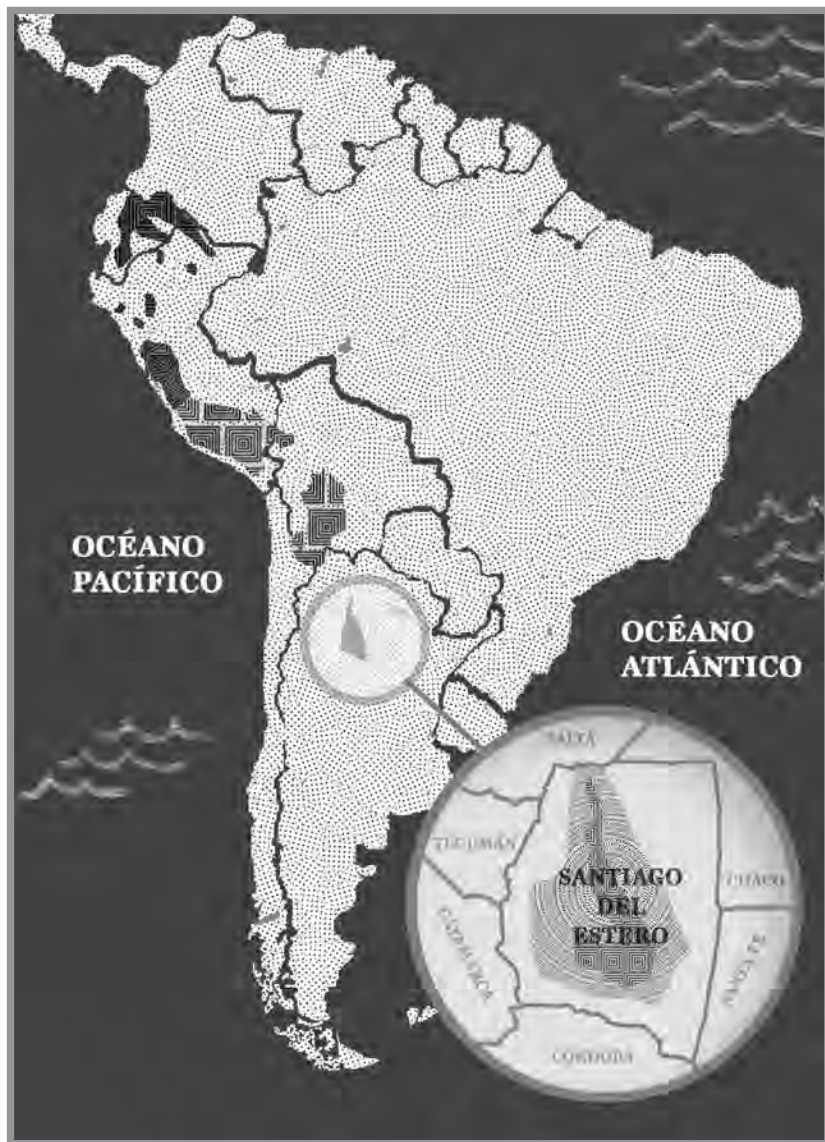 OCÉANO
PACÍFICO
OCÉANO
ATLÁNTICO
SALTA
TUCUMÁN
CHACO
SANTIAGO
DEL
ESTERO
CATAMARCA
SANTA FE
CÓRDOBA